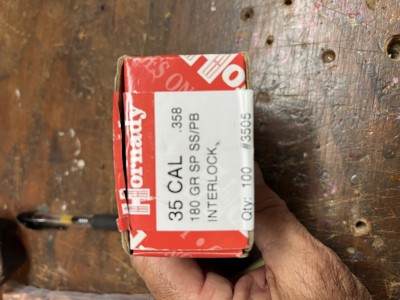 Hornady
35 CAL .358
180 GR SP SS/PB
INTERLOCK
Qty: 100 #3505